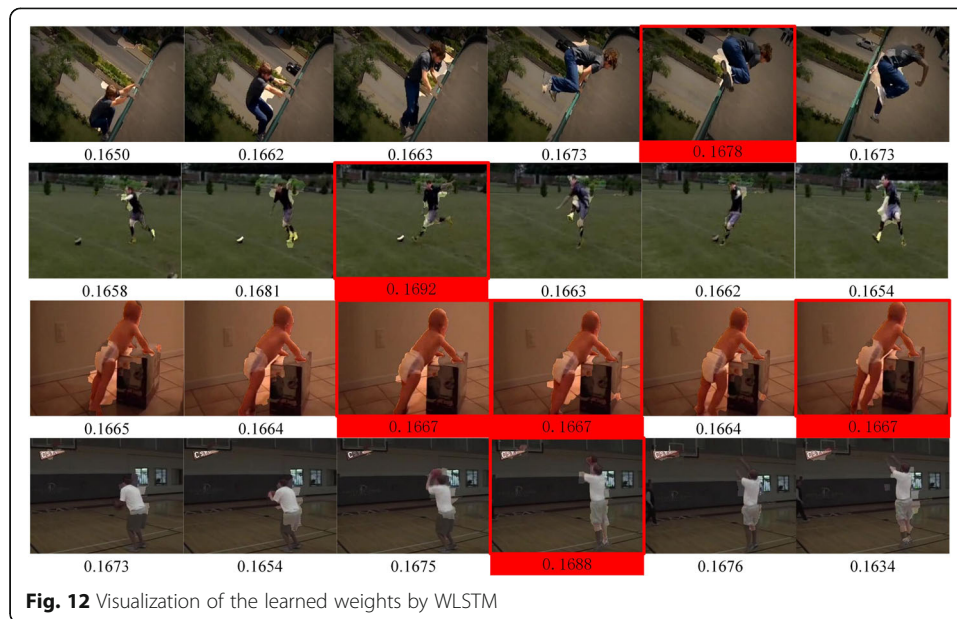 0.1650 0.1662 0.1663 0.1673 0.1678 0.1673
0.1658 0.1681 0.1692 0.1663 0.1662 0.1654
0.1665 0.1664 0.1667 0.1667 0.1664 0.1667
0.1673 0.1654 0.1675 0.1688 0.1676 0.1634
Fig. 12 Visualization of the learned weights by WLSTM